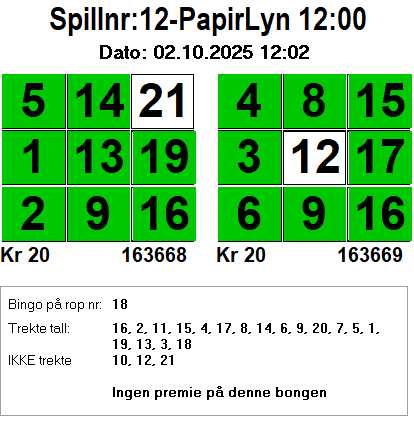 Spillnr:12-PapirLyn 12:00
Dato: 02.10.2025 12:02
5 14 21 4 8 15
1 13 19 3 12 17
2 9 16 6 9 16
Kr 20 163668 Kr 20 163669
Bingo på rop nr: 18
Trekte tall: 16, 2, 11, 15, 4, 17, 8, 14, 6, 9, 20, 7, 5, 1,
19, 13, 3, 18
IKKE trekte 10, 12, 21
Ingen premie på denne bongen